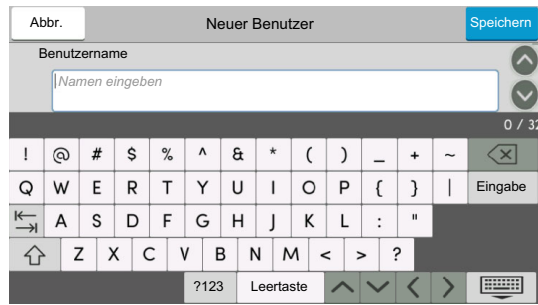 Abbr. Neuer Benutzer Speichern
Benutzername
Namen eingeben
0 / 32
! @ # $ % ^ & * ( ) _ + ~
Q W E R T Y U I O P { } | Eingabe
A S D F G H J K L : "
Z X C V B N M < > ?
?123 Leertaste